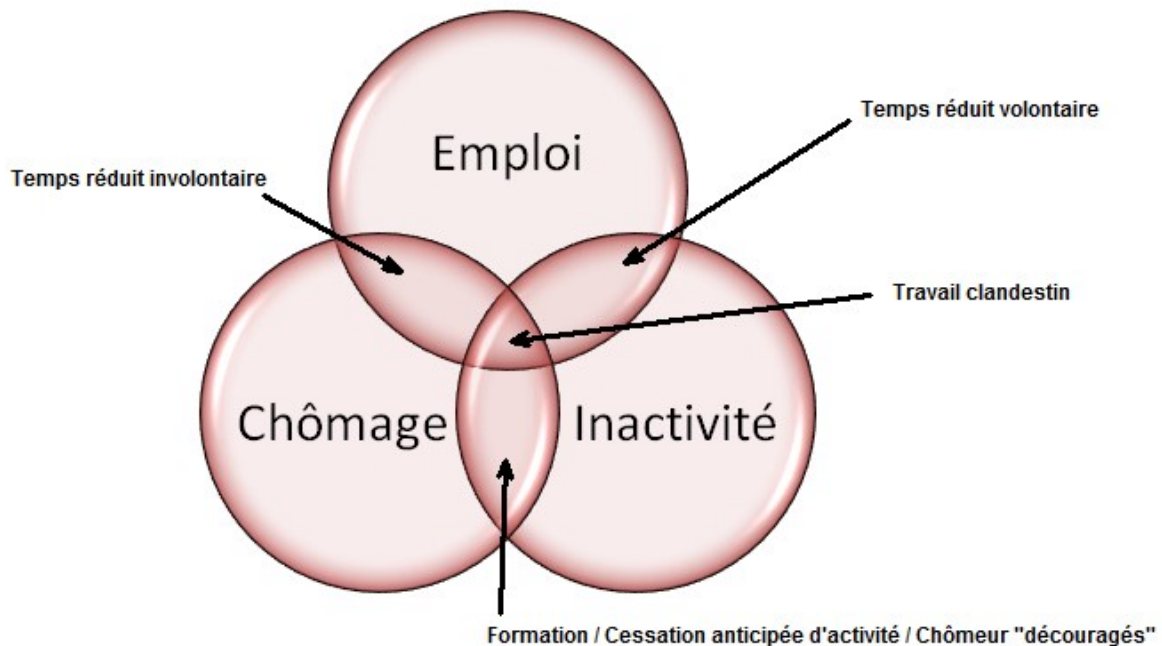 Emploi
Temps réduit volontaire
Temps réduit involontaire
Travail clandestin
Chômage
Inactivité
Formation / Cessation anticipée d'activité / Chômeur "découragés"